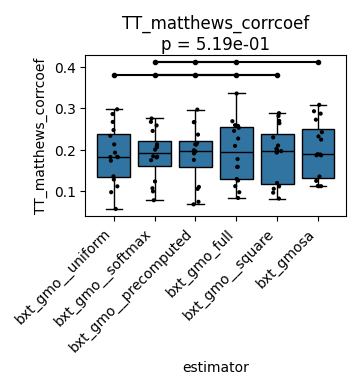 TT_matthews_corrcoef
p = 5.19e-01
TT_matthews_corrcoef
0.4
0.3
0.2
0.1
bxt_gmo__uniform
bxt_gmo__softmax
bxt_gmo__precomputed
bxt_gmo_full
bxt_gmo__square
bxt_gmosa
estimator